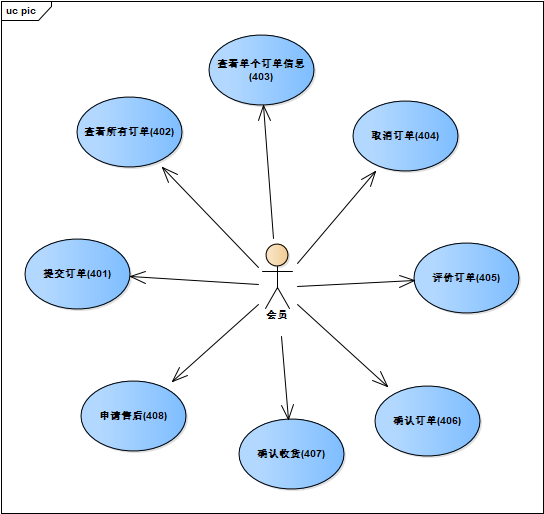 uc pic
查看单个订单信息
(403)
查看所有订单(402)
取消订单(404)
提交订单(401)
评价订单(405)
会员
申请售后(408)
确认订单(406)
确认收货(407)